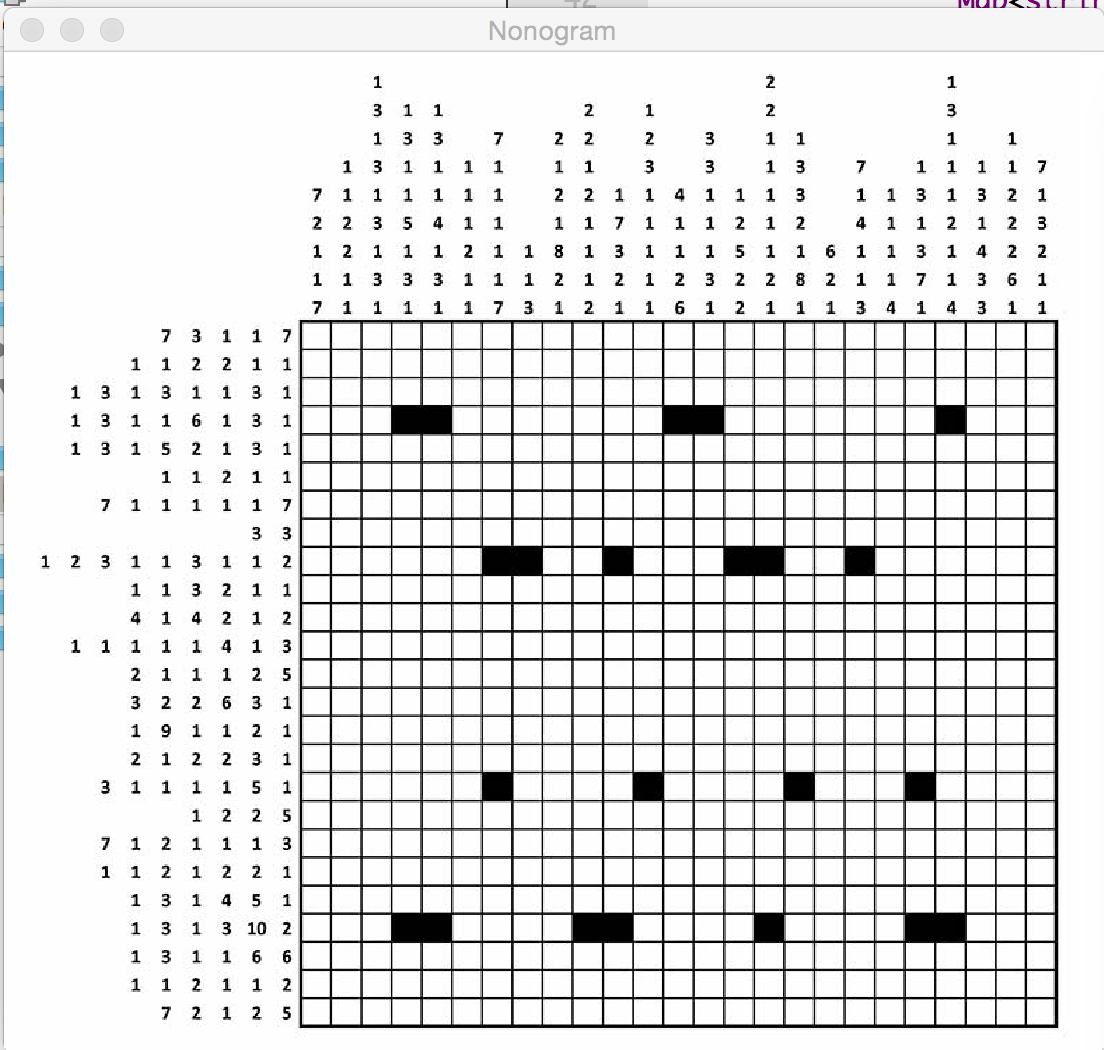 Nonogram
1 2 1
3 1 1 2 1 2 3
1 3 3 7 2 2 2 3 1 1 1 1
1 3 1 1 1 1 1 1 3 3 1 3 7 1 1 1 2 7
7 1 1 1 1 1 1 2 2 1 1 4 1 1 1 3 1 1 3 1 3 1 1
2 2 3 5 4 1 1 1 1 7 1 1 1 2 1 2 4 1 1 2 1 2 3
1 2 1 1 1 2 1 1 8 1 3 1 1 1 5 1 1 6 1 1 3 1 4 2 2
1 1 3 1 3 1 1 1 2 1 2 1 2 3 2 2 8 2 1 1 7 1 3 6 1
7 1 1 1 1 1 7 3 1 2 1 1 6 1 2 1 1 1 3 4 1 4 3 1 1
7 3 1 1 7
1 1 2 2 1 1
1 3 1 3 1 1 3 1
1 3 1 1 6 1 3 1
1 3 1 5 2 1 3 1
1 1 2 1 1
7 1 1 1 1 1 7
3 3
1 2 3 1 1 3 1 1 2
1 1 3 2 1 1
4 1 4 2 1 2
1 1 1 1 1 4 1 3
2 1 1 1 2 5
3 2 2 6 3 1
1 9 1 1 2 1
2 1 2 2 3 1
3 1 1 1 1 5 1
1 2 2 5
7 1 2 1 1 1 3
1 1 2 1 2 2 1
1 3 1 4 5 1
1 3 1 3 10 2
1 3 1 1 6 6
1 1 2 1 1 2
7 2 1 2 5